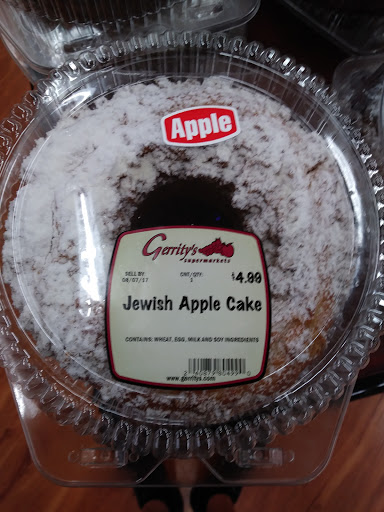 Apple
Gerrity's
supermarkets
SELL BY: CNT/QTY: $4.99
08/07/17 1
Jewish Apple Cake
CONTAINS: WHEAT, EGG, MILK AND SOY INGREDIENTS
www.gerritys.com